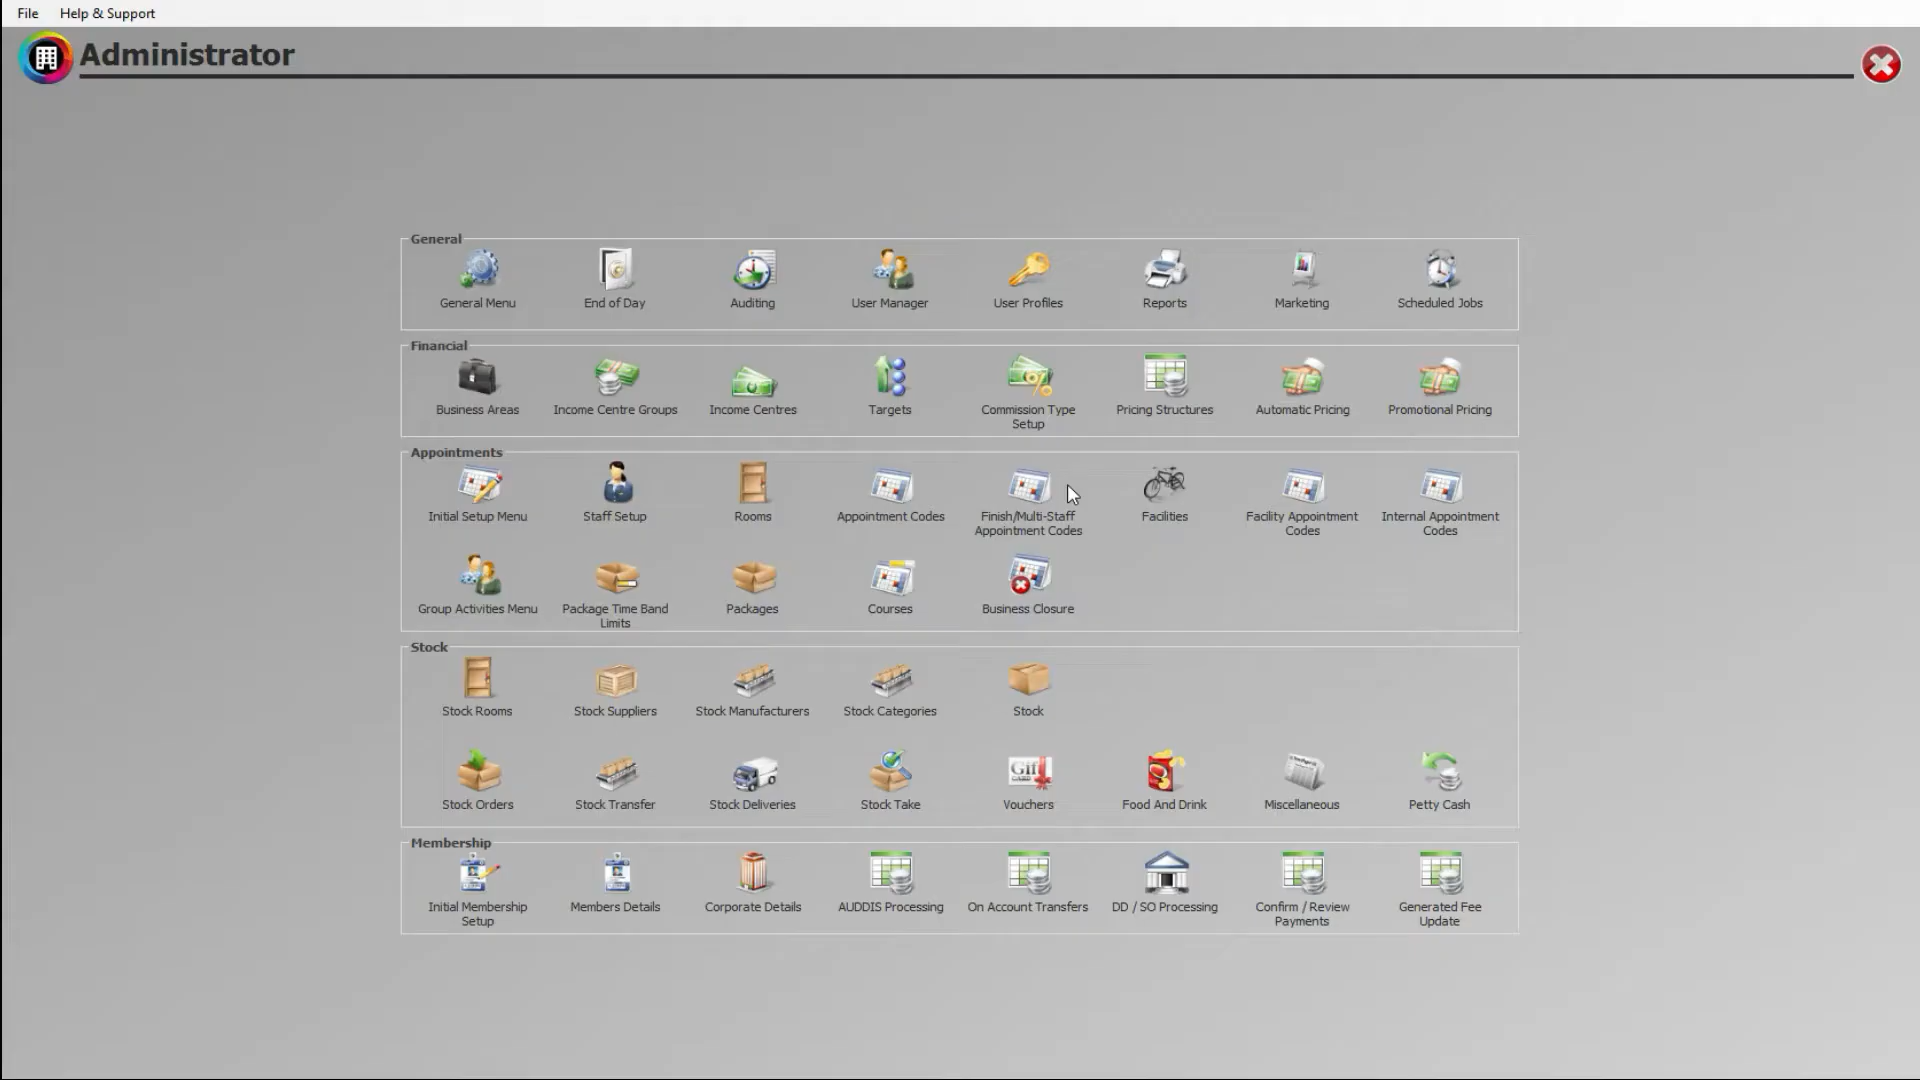 File Help & Support
Administrator
General
General Menu End of Day Auditing User Manager User Profiles Reports Marketing Scheduled Jobs
Financial
Business Areas Income Centre Groups Income Centres Targets Commission Type Setup Pricing Structures Automatic Pricing Promotional Pricing
Appointments
Initial Setup Menu Staff Setup Rooms Appointment Codes Finish/Multi-Staff Appointment Codes Facilities Facility Appointment Codes Internal Appointment Codes
Group Activities Menu Package Time Band Limits Packages Courses Business Closure
Stock
Stock Rooms Stock Suppliers Stock Manufacturers Stock Categories Stock
Gift
CARD
Stock Orders Stock Transfer Stock Deliveries Stock Take Vouchers Food And Drink Miscellaneous Petty Cash
Membership
Initial Membership Setup Members Details Corporate Details AUDDIS Processing On Account Transfers DD / SO Processing Confirm / Review Payments Generated Fee Update